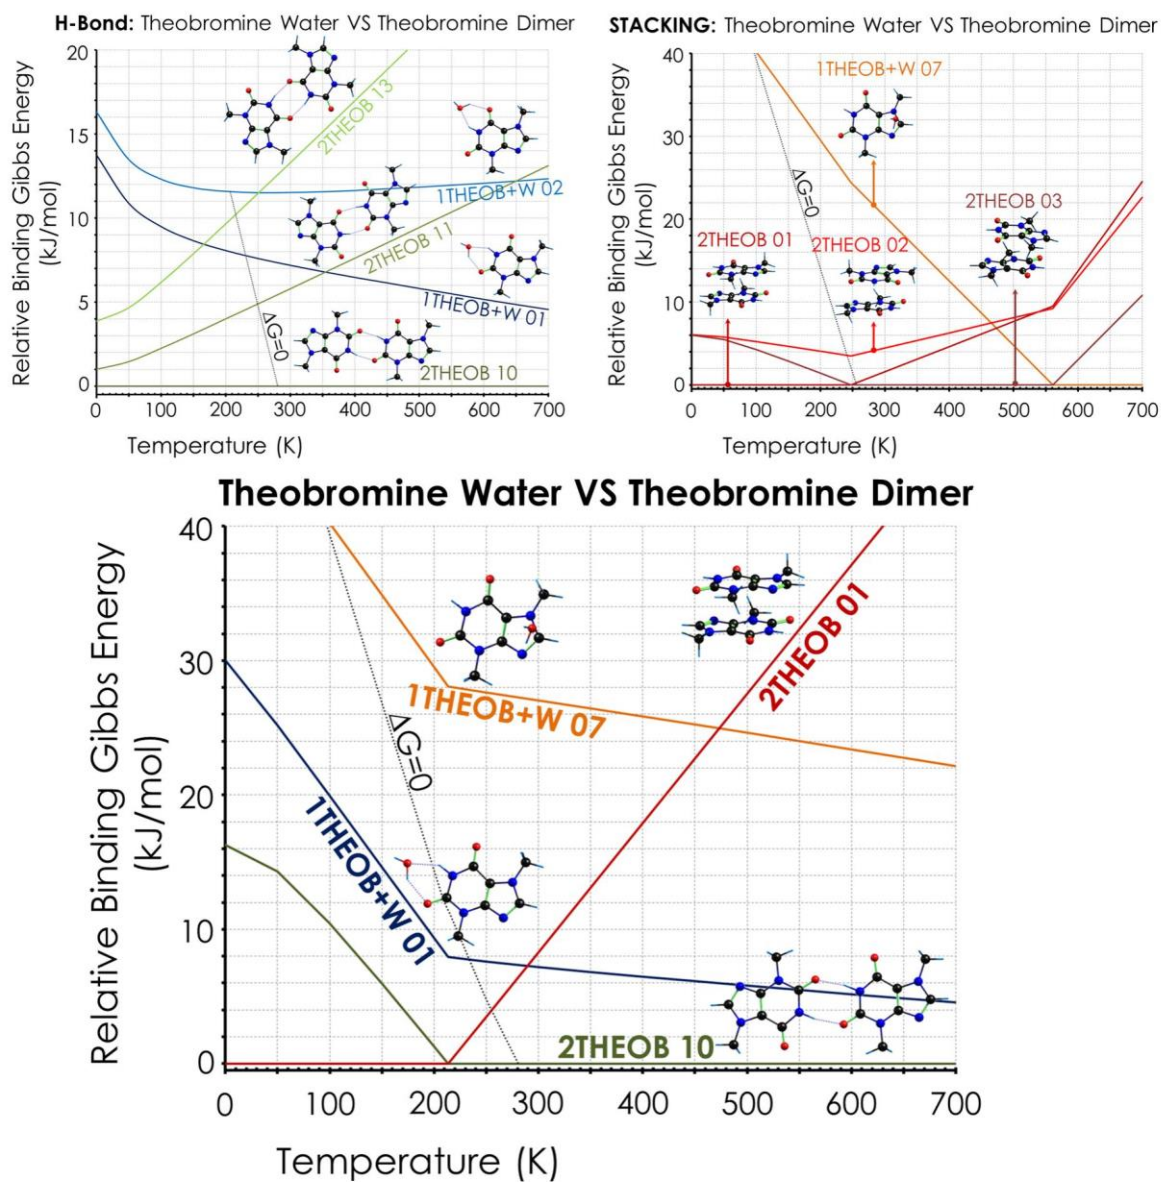 H-Bond: Theobromine Water VS Theobromine Dimer
Relative Binding Gibbs Energy
(kJ/mol)
20
15
10
5
0
2THEOB 13
1THEOB+W 02
2THEOB 11
1THEOB+W 01
ΔG=0
2THEOB 10
0 100 200 300 400 500 600 700
Temperature (K)
STACKING: Theobromine Water VS Theobromine Dimer
Relative Binding Gibbs Energy
(kJ/mol)
40
30
20
10
0
1THEOB+W 07
ΔG=0
2THEOB 03
2THEOB 01
2THEOB 02
0 100 200 300 400 500 600 700
Temperature (K)
Theobromine Water VS Theobromine Dimer
Relative Binding Gibbs Energy
(kJ/mol)
40
30
20
10
0
2THEOB 01
1THEOB+W 07
ΔG=0
1THEOB+W 01
2THEOB 10
0 100 200 300 400 500 600 700
Temperature (K)